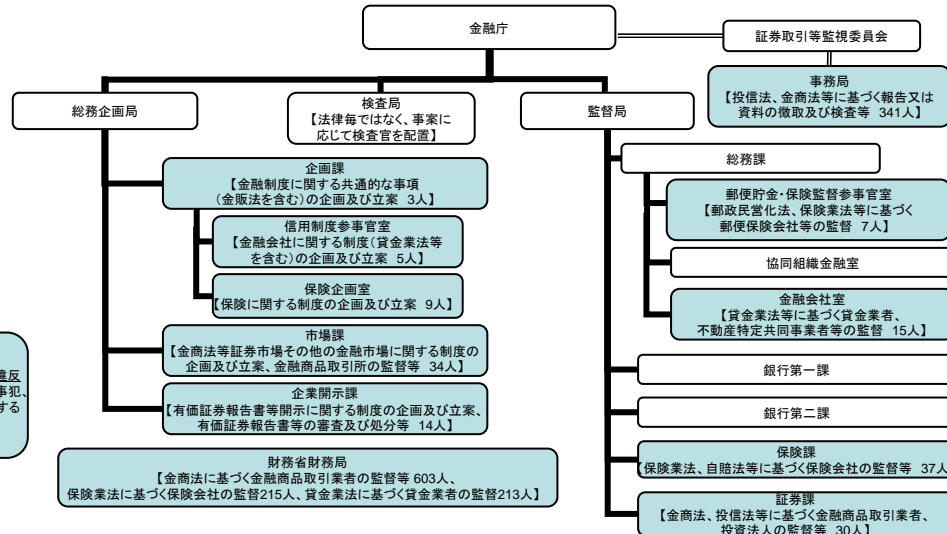 金融庁
証券取引等監視委員会
事務局
【投信法、金商法等に基づく報告又は
資料の徴取及び検査等 341人】
総務企画局
検査局
【法律毎ではなく、事案に
応じて検査官を配置】
監督局
企画課
【金融制度に関する共通的な事項
(金販法を含む)の企画及び立案 3人】
信用制度参事官室
【金融会社に関する制度(貸金業法等
を含む)の企画及び立案 5人】
保険企画室
【保険に関する制度の企画及び立案 9人】
市場課
【金商法等証券市場その他の金融市場に関する制度の
企画及び立案、金融商品取引所の監督等 34人】
企業開示課
【有価証券報告書等開示に関する制度の企画及び立案、
有価証券報告書等の審査及び処分等 14人】
財務省財務局
【金商法に基づく金融商品取引業者の監督等 603人、
保険業法に基づく保険会社の監督215人、貸金業法に基づく貸金業者の監督213人】
総務課
郵便貯金・保険監督参事官室
【郵政民営化法、保険業法等に基づく
郵便保険会社等の監督 7人】
協同組織金融室
金融会社室
【貸金業法等に基づく貸金業者、
不動産特定共同事業者等の監督 15人】
銀行第一課
銀行第二課
保険課
【保険業法、自賠法等に基づく保険会社の監督等 37人
証券課
【金商法、投信法等に基づく金融商品取引業者、
投資法人の監督等 30人】
違反
事犯、
する